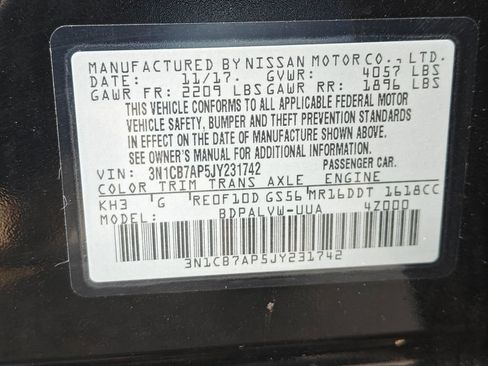 MANUFACTURED BY NISSAN MOTOR CO., LTD.
DATE: 11/17. GVWR: 4057 LBS
GAWR FR: 2209 LBS GAWR RR: 1896 LBS
THIS VEHICLE CONFORMS TO ALL APPLICABLE FEDERAL MOTOR
VEHICLE SAFETY, BUMPER AND THEFT PREVENTION STANDARDS
IN EFFECT ON THE DATE OF MANUFACTURE SHOWN ABOVE.
SEE OWNER'S MANUAL FOR ADDITIONAL INFORMATION.
VIN: 3N1CB7AP5JY231742 PASSENGER CAR.
COLOR TRIM TRANS AXLE ENGINE
KH3 G RE0F10D GS56 MR16DDT 1618CC
MODEL: BDPALVW-UUA 4Z000
3N1CB7AP5JY231742